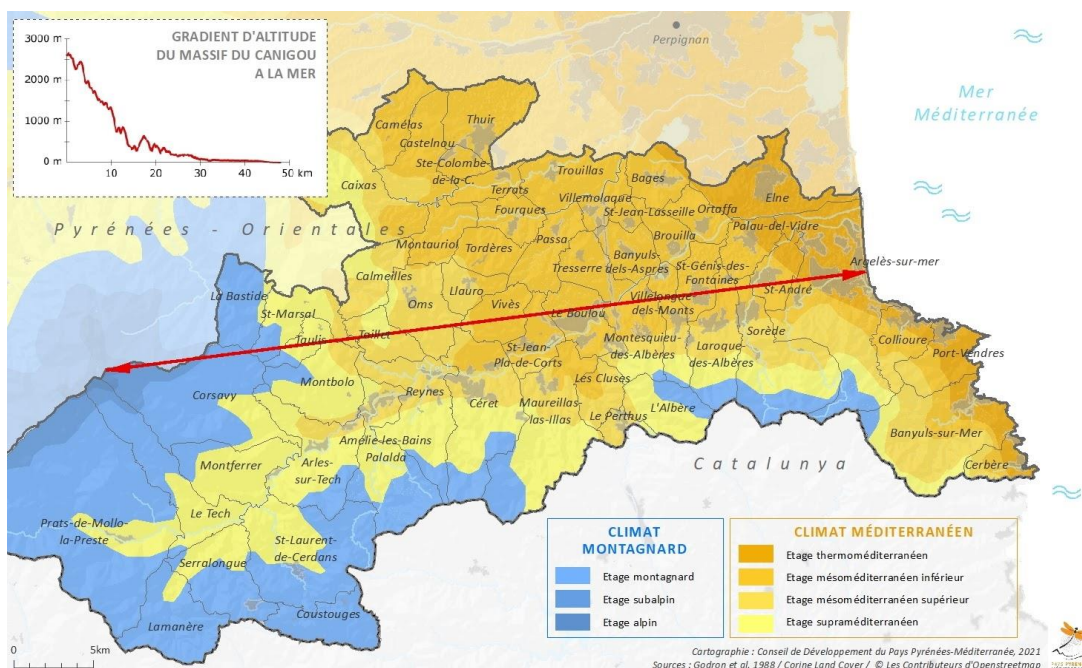 GRADIENT D'ALTITUDE
DU MASSIF DU CANIGOU
A LA MER
3000 m
2000 m
1000 m
0 m
10
20
30
40
50 km
Perpignan
Mer
Méditerranée
Pyrénées - Orientales
Catalunya
Camélas
Thuir
Castelnou
Ste-Colombe-
de-la-C.
Caixas
Terrats
Trouillas
Bages
Elne
Fourques
Villemolaque
St-Jean-Lasseille
Ortaffa
Montauriol
Tordères
Passa
Brouilla
Palau-del-Vidre
Calmeilles
Tresserre
Banyuls
dels-Aspres
St-Génis-des-
Fontaines
Argelès-sur-mer
La Bastide
St-Marsal
Oms
Llauro
Vivès
Villelongue
dels-Monts
St-André
Taulis
Taillet
Le Boulou
Sorède
Collioure
St-Jean
Pla-de-Corts
Montesquieu
des-Albères
Laroque
des-Albères
Port-Vendres
Corsavy
Montbolo
Reynes
Céret
Les Cluses
Maureillas
las-Illas
Le Perthus
L'Albère
Banyuls-sur-Mer
Amélie-les-Bains
Palalda
Montferrer
Arles-
sur-Tech
Cerbère
Le Tech
Prats-de-Mollo-
la-Preste
St-Laurent-
de-Cerdans
Serralongue
Lamanère
Caustouges
CLIMAT
MONTAGNARD
Etage montagnard
Etage subalpin
Etage alpin
CLIMAT MÉDITERRANÉEN
Etage thermoméditerranéen
Etage mésoméditerranéen inférieur
Etage mésoméditerranéen supérieur
Etage supraméditerranéen
0
5km
Cartographie : Conseil de Développement du Pays Pyrénées-Méditerranée, 2021
Sources : Godron et al. 1988 / Corine Land Cover / © Les Contributeurs d'Openstreetmap